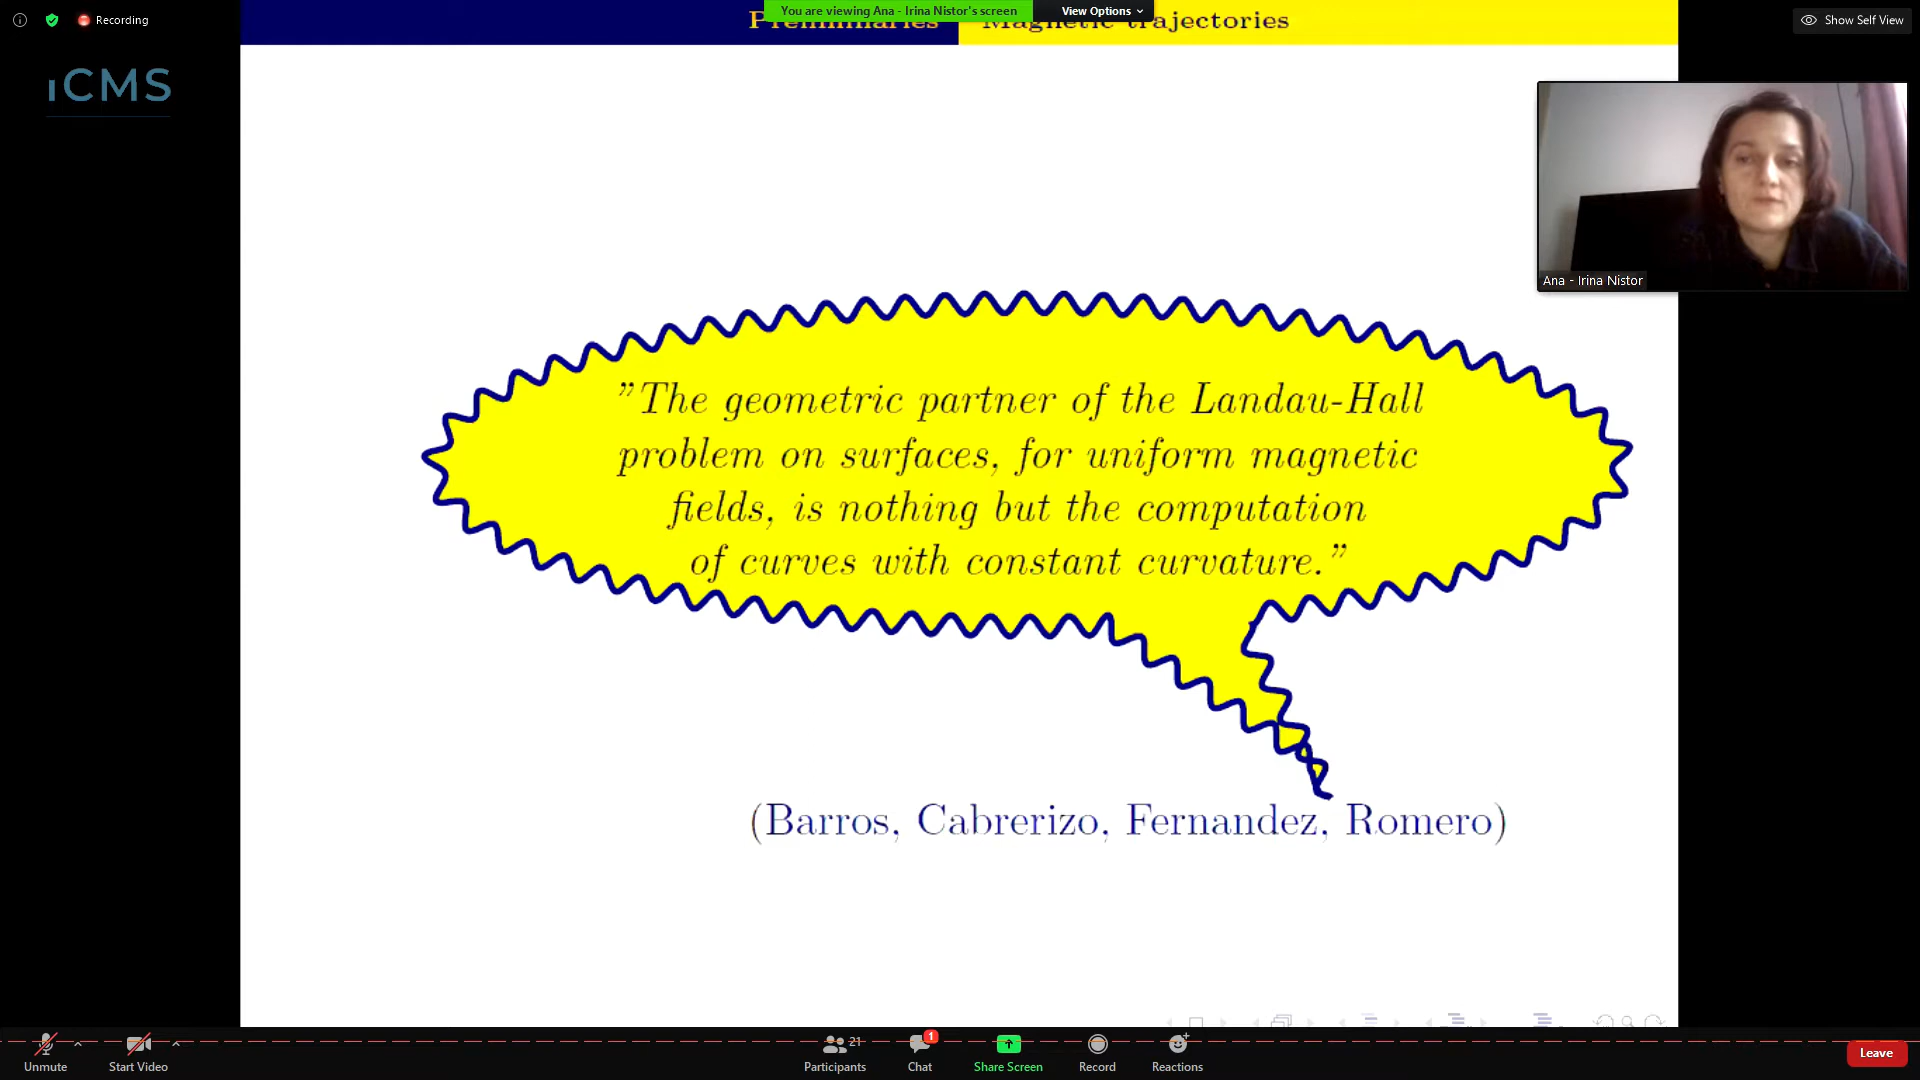 Recording
You are viewing Ana - Irina Nistor's screen
View Options
Show Self View
iCMS
Preliminaries
Magnetic trajectories
Ana - Irina Nistor
"The geometric partner of the Landau-Hall
problem on surfaces, for uniform magnetic
fields, is nothing but the computation
of curves with constant curvature."
(Barros, Cabrerizo, Fernandez, Romero)
Unmute
Start Video
Participants
21
Chat
1
Share Screen
Record
Reactions
Leave